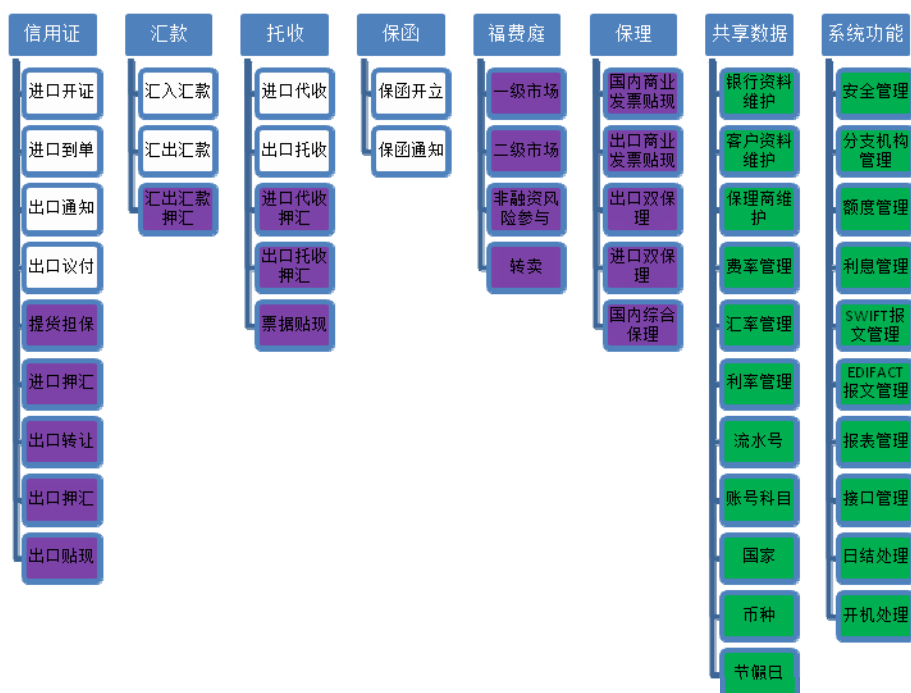 信用证
进口开证
进口到单
出口通知
出口议付
提货担保
进口押汇
出口转让
出口押汇
出口贴现
汇款
汇入汇款
汇出汇款
汇出汇款
押汇
托收
进口代收
出口托收
进口代收
押汇
出口托收
押汇
票据贴现
保函
保函开立
保函通知
福费庭
一级市场
二级市场
非融资风
险参与
转卖
保理
国内商业
发票贴现
出口商业
发票贴现
出口双保
理
进口双保
理
国内综合
保理
共享数据
银行资料
维护
客户资料
维护
保理商维
护
费率管理
汇率管理
利率管理
流水号
账号科目
国家
币种
节假日
系统功能
安全管理
分支机构
管理
额度管理
利息管理
SWIFT报
文管理
EDIFACT
报文管理
报表管理
接口管理
日结处理
开机处理